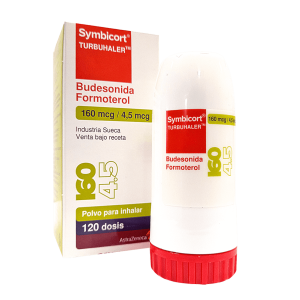 Symbicort®
TURBUHALER™
Budesonida
Formoterol
160 mcg / 4,5 mcg
Industria Sueca
Venta bajo receta
160
4.5
Polvo para inhalar
120 dosis
AstraZeneca
Symbicort®
TURBUHALER™
Budesonida
Formoterol
160 mcg / 4,5
160
4.5